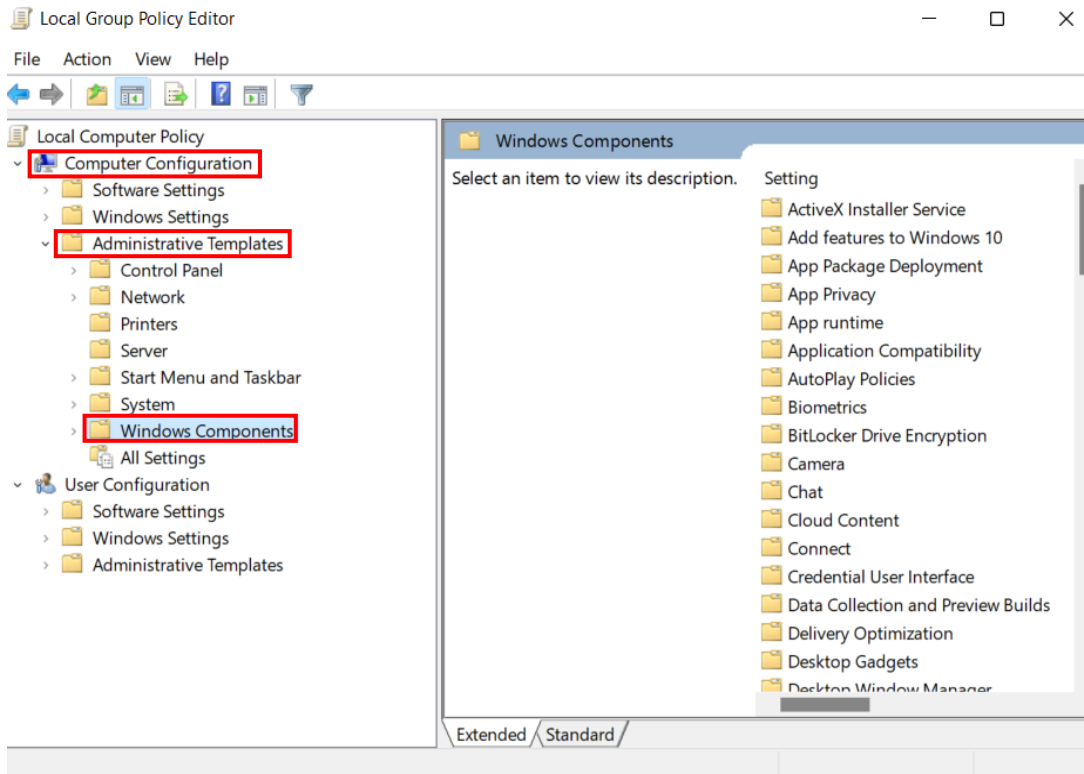 Local Group Policy Editor
File Action View Help
Local Computer Policy
Computer Configuration
Software Settings
Windows Settings
Administrative Templates
Control Panel
Network
Printers
Server
Start Menu and Taskbar
System
Windows Components
All Settings
User Configuration
Software Settings
Windows Settings
Administrative Templates
Windows Components
Select an item to view its description.
Setting
ActiveX Installer Service
Add features to Windows 10
App Package Deployment
App Privacy
App runtime
Application Compatibility
AutoPlay Policies
Biometrics
BitLocker Drive Encryption
Camera
Chat
Cloud Content
Connect
Credential User Interface
Data Collection and Preview Builds
Delivery Optimization
Desktop Gadgets
Desktop Window Manager
Extended Standard